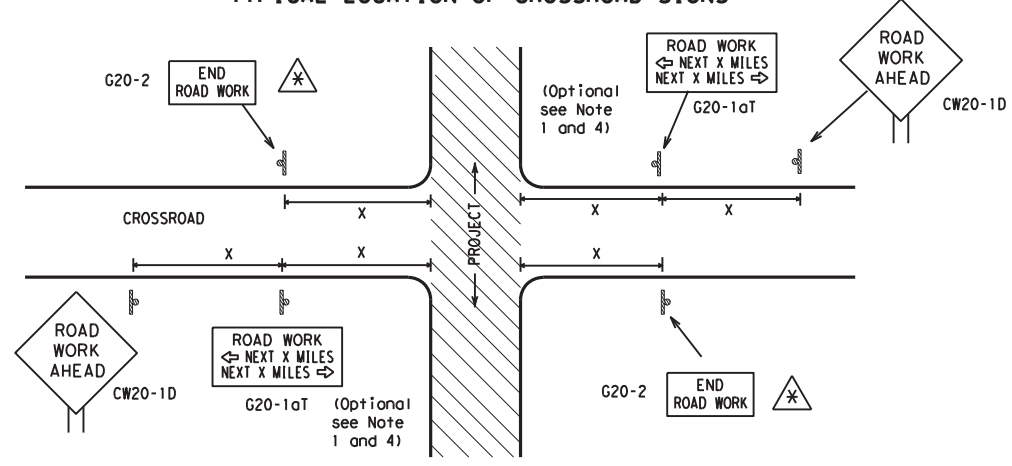 TYPICAL LOCATION OF CROSSROAD SIGNS
G20-2
END
ROAD WORK
*
(Optional
see Note
1 and 4)
ROAD WORK
⇦ NEXT X MILES
NEXT X MILES ⇨
G20-1aT
ROAD
WORK
AHEAD
CW20-1D
X
X
X
CROSSROAD
PROJECT
X
X
X
ROAD
WORK
AHEAD
CW20-1D
ROAD WORK
⇦ NEXT X MILES
NEXT X MILES ⇨
G20-1aT
(Optional
see Note
1 and 4)
G20-2
END
ROAD WORK
*